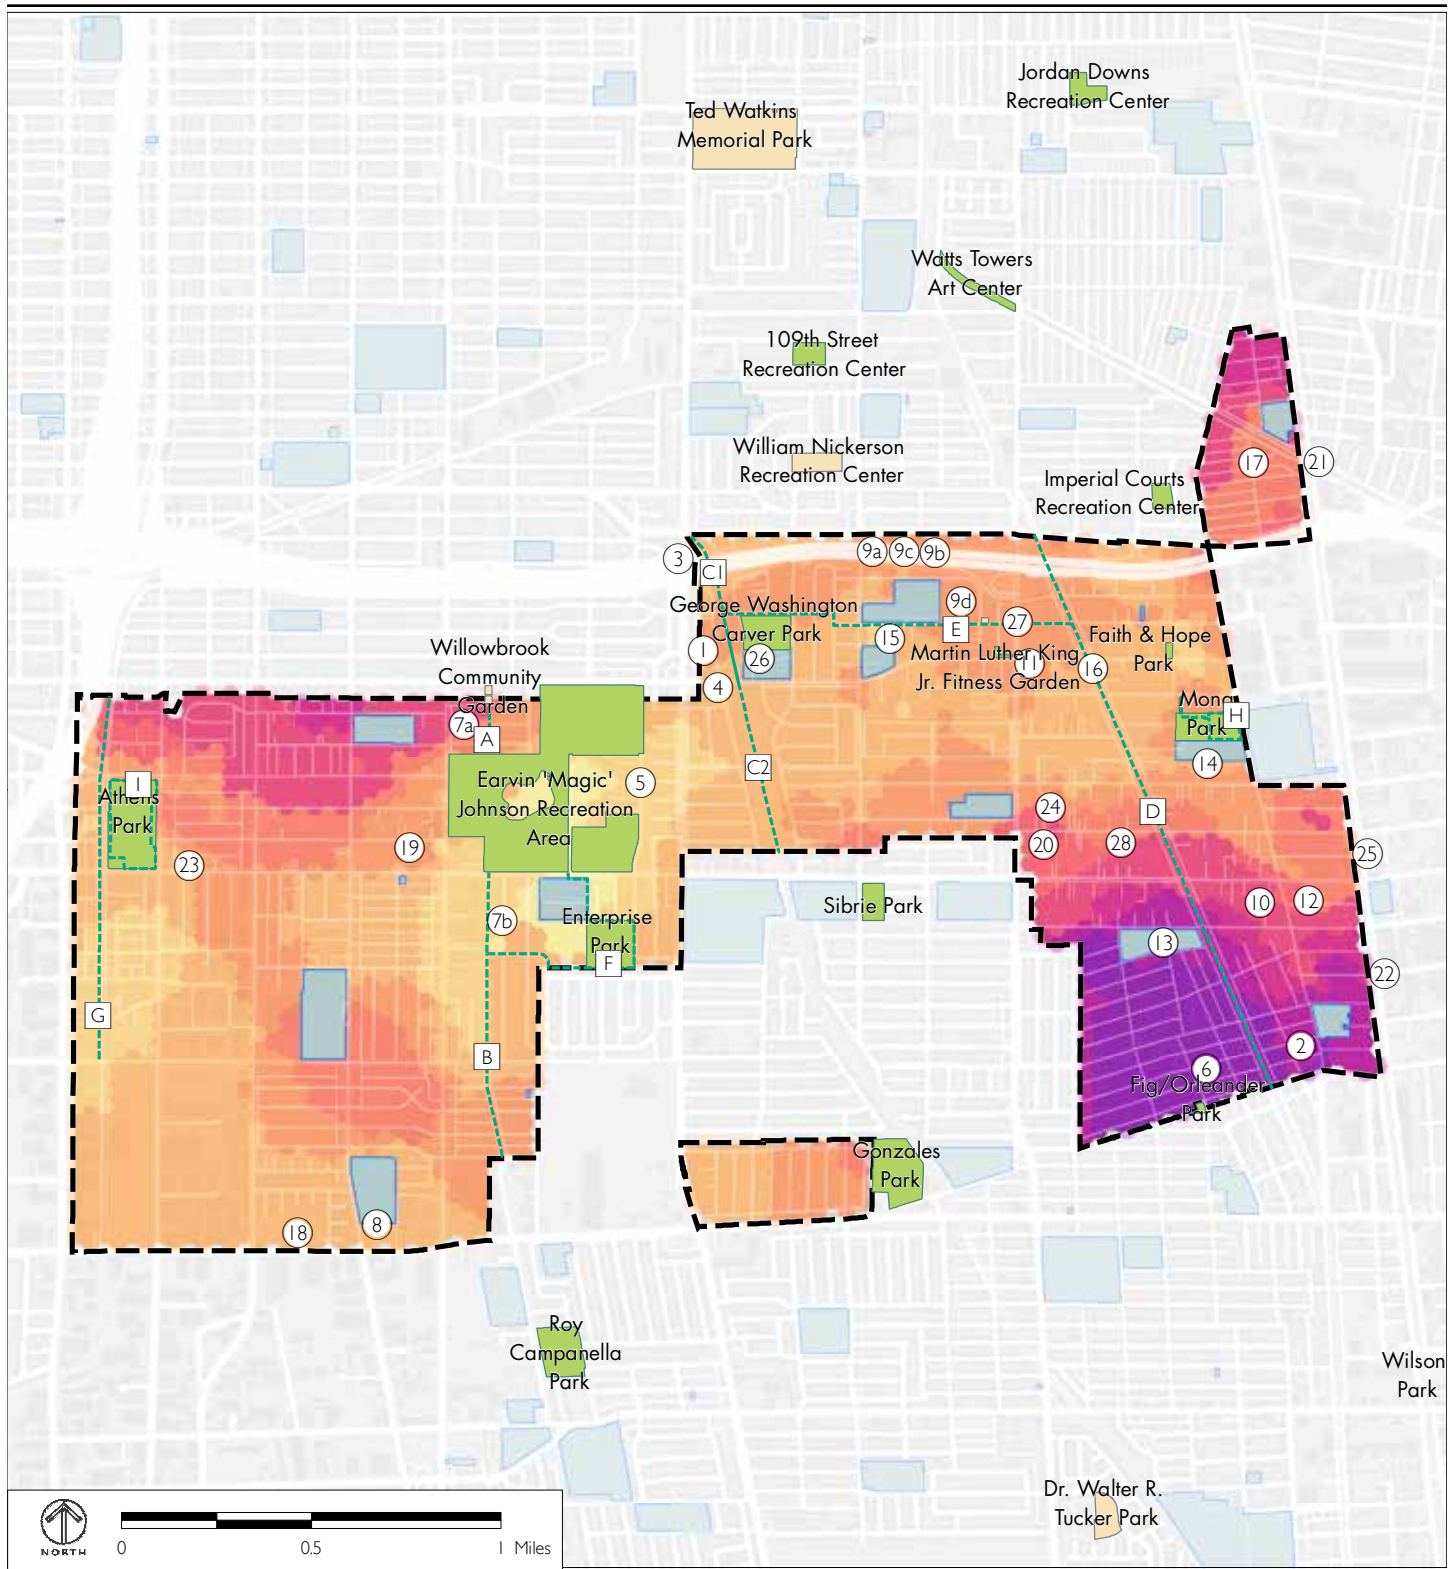 Jordan Downs
Recreation Center
Ted Watkins
Memorial Park
Watts Towers
Art Center
109th Street
Recreation Center
William Nickerson
Recreation Center
Imperial Courts
Recreation Center
17
21
3
9a
9c
9b
C1
9d
George Washington
Carver Park
E
27
15
Faith & Hope
Park
1
26
Martin Luther King
Jr. Fitness Garden
11
16
4
Willowbrook
Community
Garden
7a
A
Mona
Park
H
14
C2
5
Earvin 'Magic'
Johnson Recreation
Area
I
Athens
Park
19
23
24
D
20
28
25
10
12
Sibrie Park
7b
Enterprise
Park
F
13
22
G
B
2
6
Fig/Orleander
Park
Gonzales
Park
18
8
Roy
Campanella
Park
Wilson
Park
Dr. Walter R.
Tucker Park
NORTH
0 0.5 1 Miles